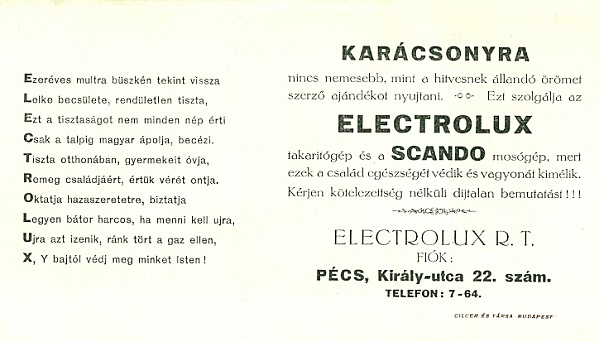 Ezeréves multra büszkén tekint vissza
Lelke becsülete, rendületlen tiszta,
Ezt a tisztaságot nem minden nép érti
Csak a talpig magyar ápolja, becézi.
Tiszta otthonában, gyermekeit óvja,
Remeg családjáért, értük vérét ontja.
Oktatja hazaszeretetre, biztatja
Legyen bátor harcos, ha menni kell ujra,
Ujra azt izenik, ránk tört a gaz ellen,
X, Y bajtól védj meg minket Isten !
KARÁCSONYRA
nincs nemesebb, mint a hitvesnek állandó örömet
szerző ajándékot nyujtani. Ezt szolgálja az
ELECTROLUX
takarítógép és a SCANDO mosógép, mert
ezek a család egészségét védik és vagyonát kimélik.
Kérjen kötelezettség nélküli díjtalan bemutatást !!!
ELECTROLUX R. T.
FIÓK:
PÉCS, Király-utca 22. szám.
TELEFON: 7-64.
CILCER ÉS TÁRSA BUDAPEST